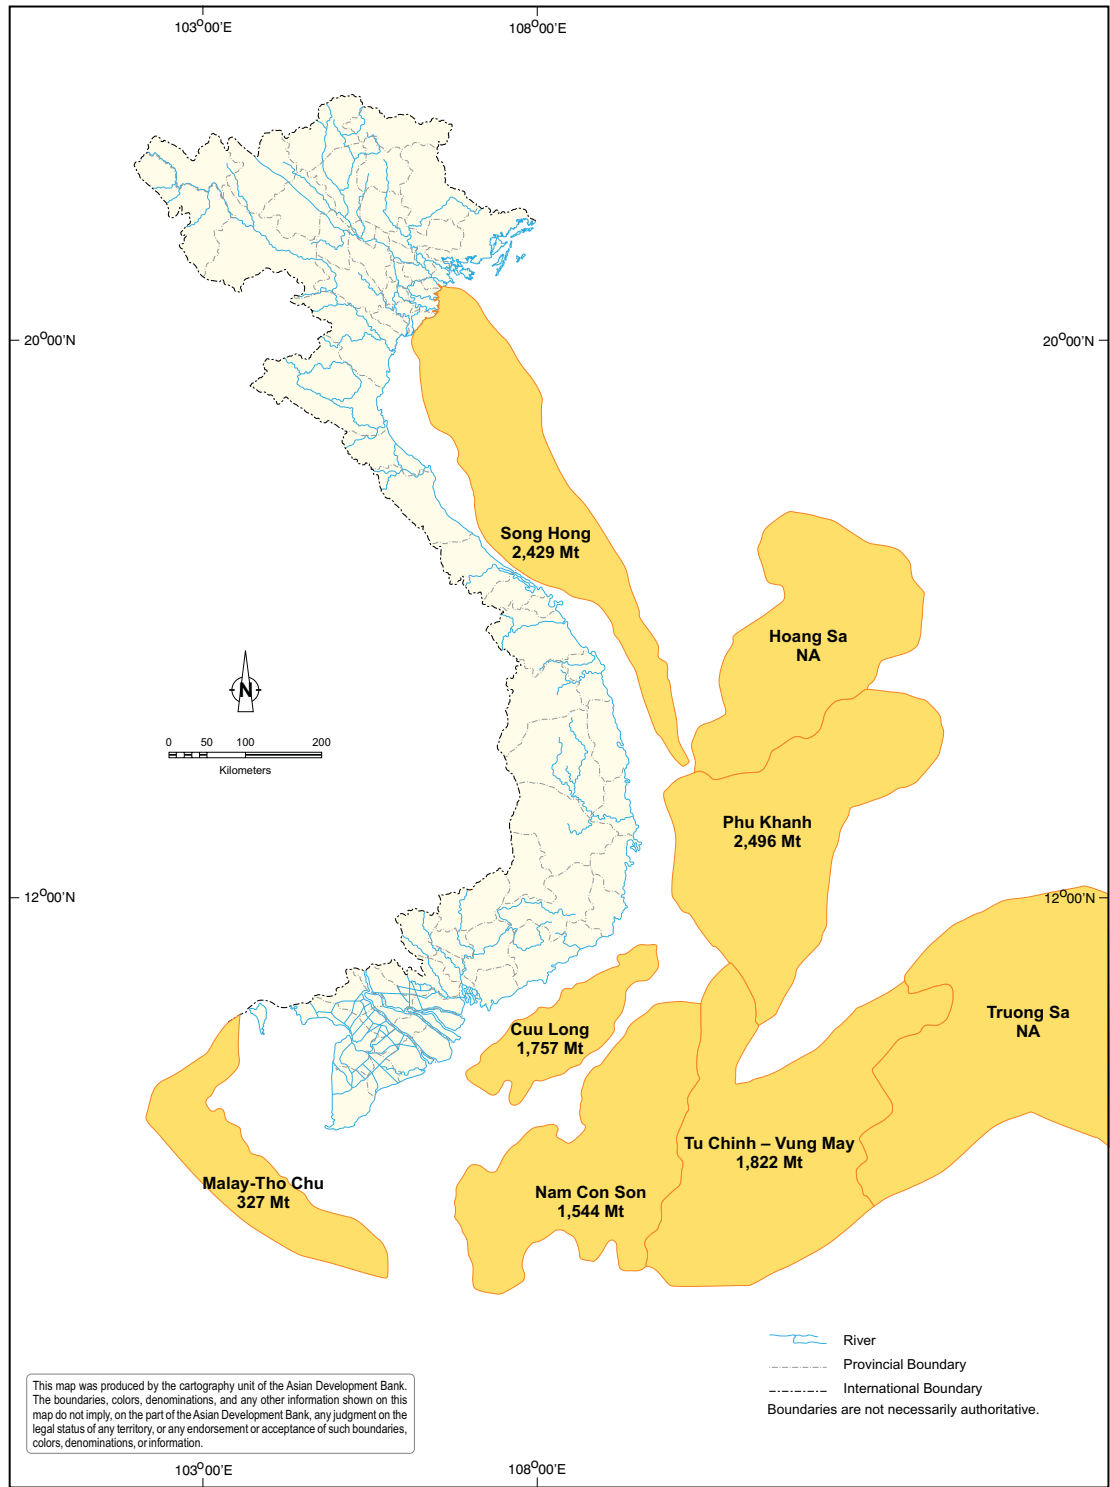 103°00'E
108°00'E
20°00'N
20°00'N
Song Hong
2,429 Mt
Hoang Sa
NA
N
0 50 100 200
Kilometers
Phu Khanh
2,496 Mt
12°00'N
12°00'N
Truong Sa
NA
Cuu Long
1,757 Mt
Tu Chinh – Vung May
1,822 Mt
Malay-Tho Chu
327 Mt
Nam Con Son
1,544 Mt
River
Provincial Boundary
International Boundary
Boundaries are not necessarily authoritative.
This map was produced by the cartography unit of the Asian Development Bank.
The boundaries, colors, denominations, and any other information shown on this
map do not imply, on the part of the Asian Development Bank, any judgment on the
legal status of any territory, or any endorsement or acceptance of such boundaries,
colors, denominations, or information.
103°00'E
108°00'E